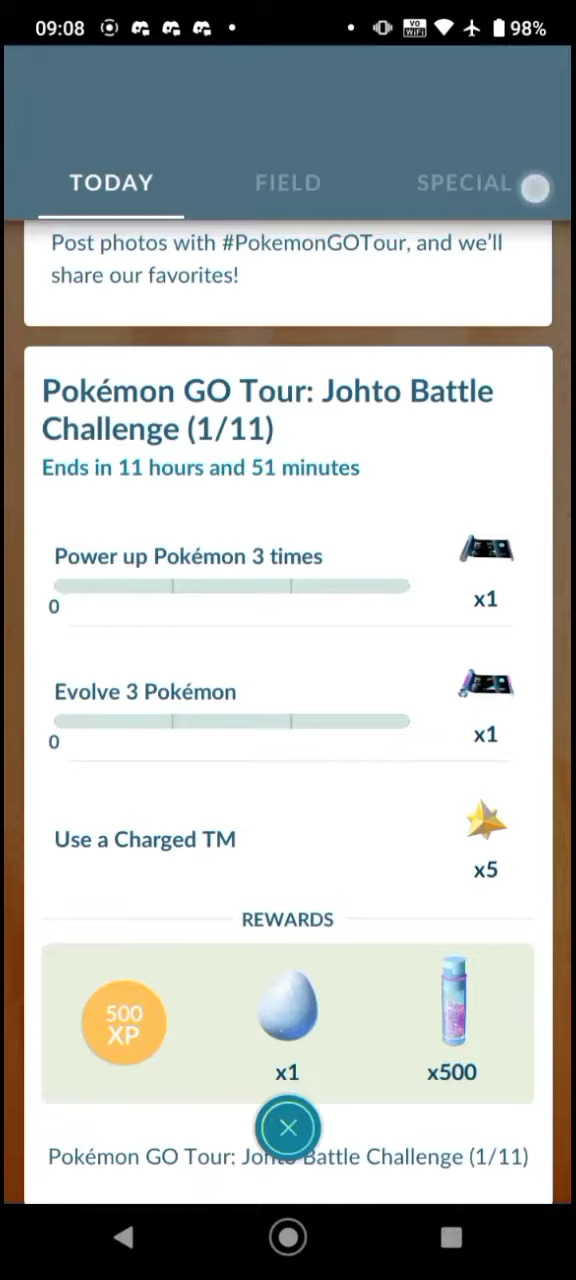 09:08
VO
WiFi
98%
TODAY
FIELD
SPECIAL
Post photos with #PokemonGOTour, and we'll
share our favorites!
Pokémon GO Tour: Johto Battle
Challenge (1/11)
Ends in 11 hours and 51 minutes
Power up Pokémon 3 times
0
x1
Evolve 3 Pokémon
0
x1
Use a Charged TM
x5
REWARDS
500
XP
x1
x500
Pokémon GO Tour: Johto Battle Challenge (1/11)